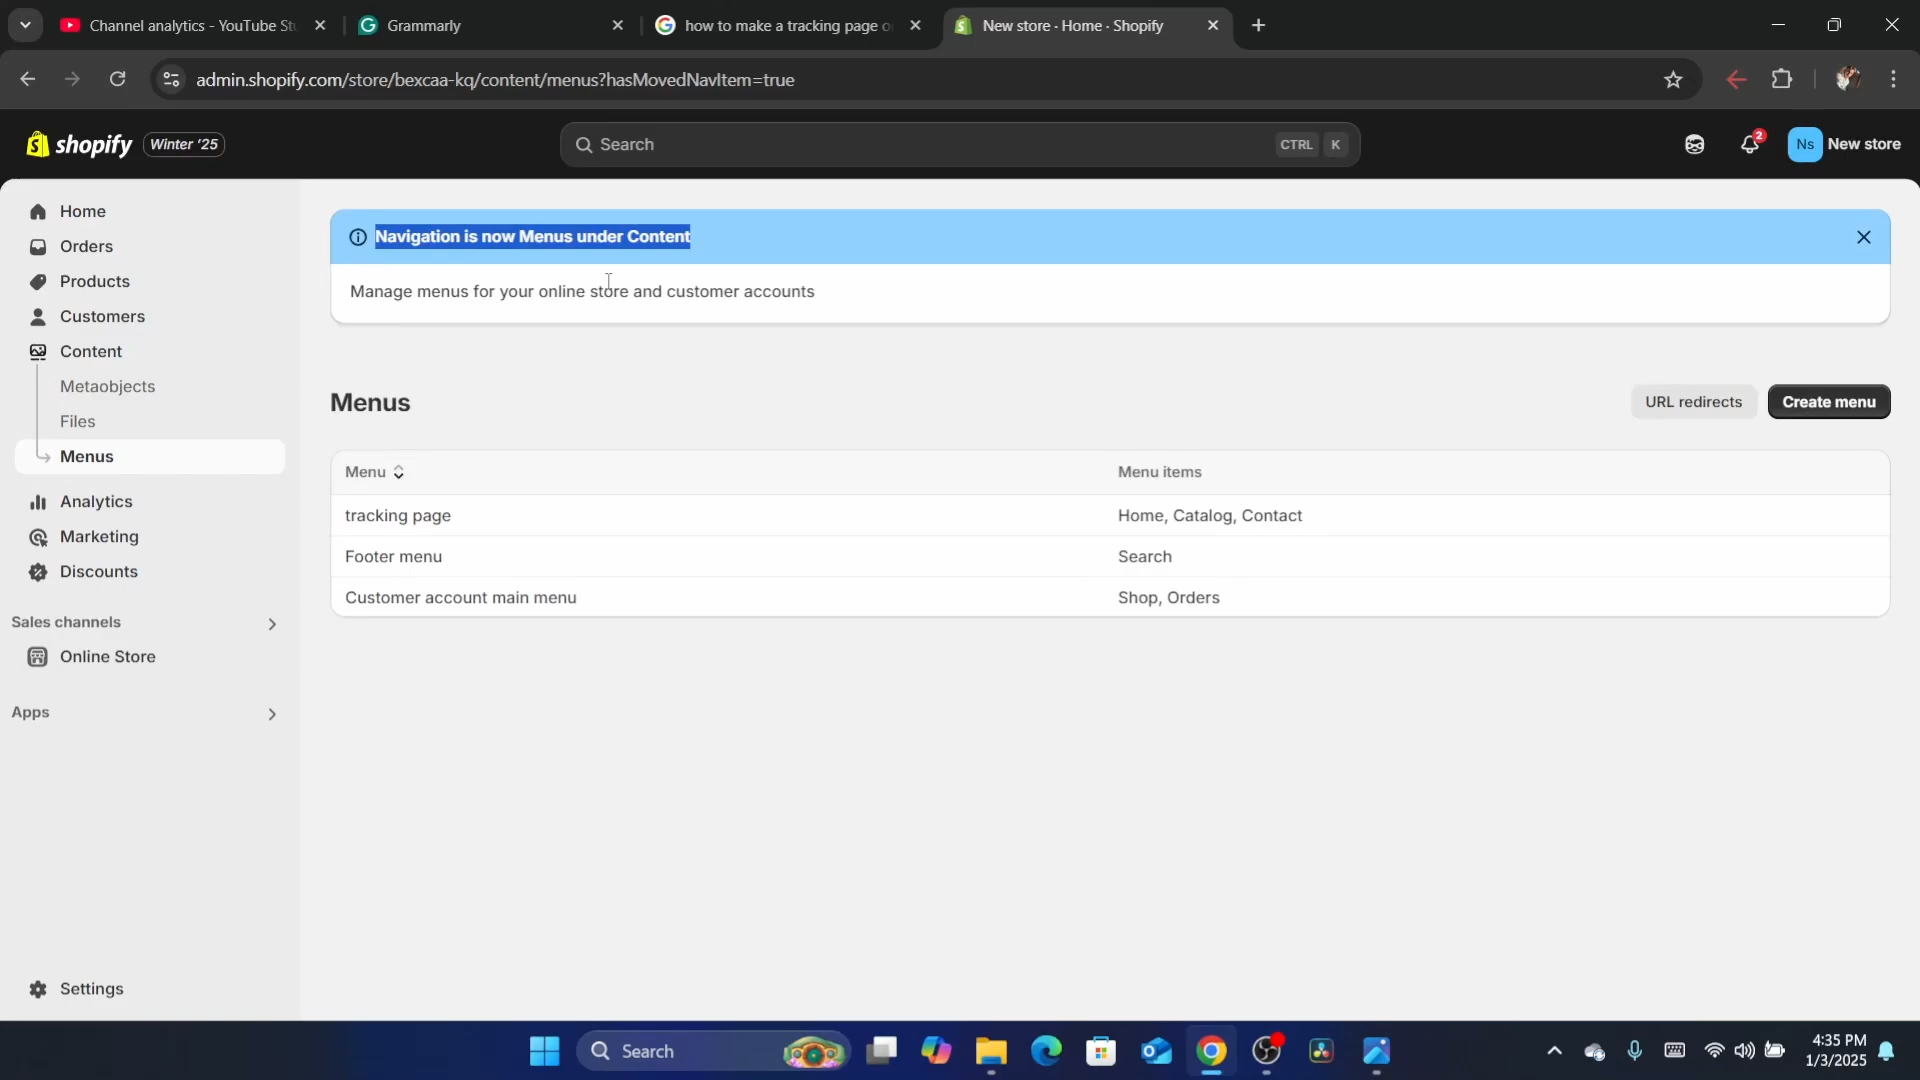 Channel analytics - YouTube Stu
Grammarly
how to make a tracking page o
New store · Home · Shopify
admin.shopify.com/store/bexcaa-kq/content/menus?hasMovedNavItem=true
shopify
Winter '25
Search
CTRL K
2
Ns
New store
Home
Orders
Products
Customers
Content
Metaobjects
Files
Menus
Analytics
Marketing
Discounts
Sales channels
Online Store
Apps
Settings
Navigation is now Menus under Content
Manage menus for your online store and customer accounts
Menus
URL redirects
Create menu
Menu
Menu items
tracking page
Home, Catalog, Contact
Footer menu
Search
Customer account main menu
Shop, Orders
Search
4:35 PM
1/3/2025